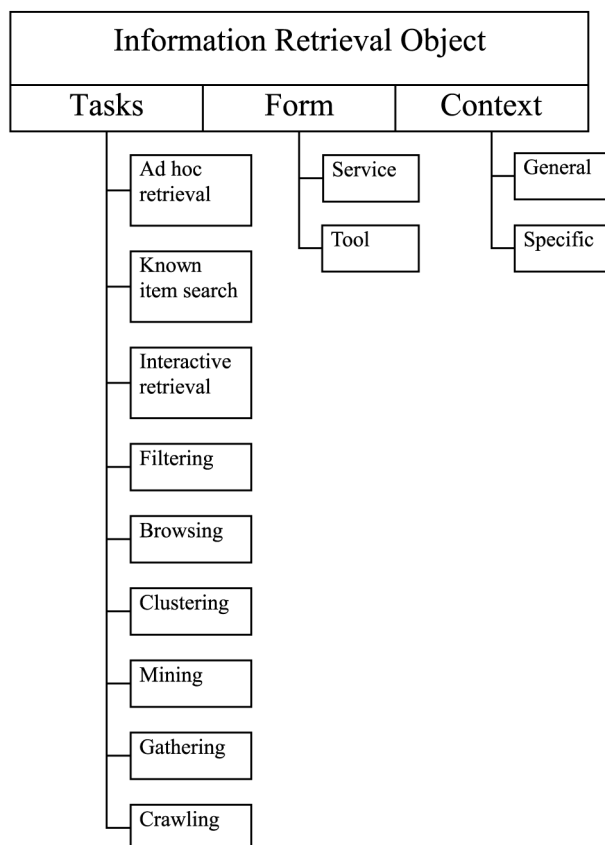 Information Retrieval Object
Tasks
Form
Context
Ad hoc
retrieval
Known
item search
Interactive
retrieval
Filtering
Browsing
Clustering
Mining
Gathering
Crawling
Service
Tool
General
Specific